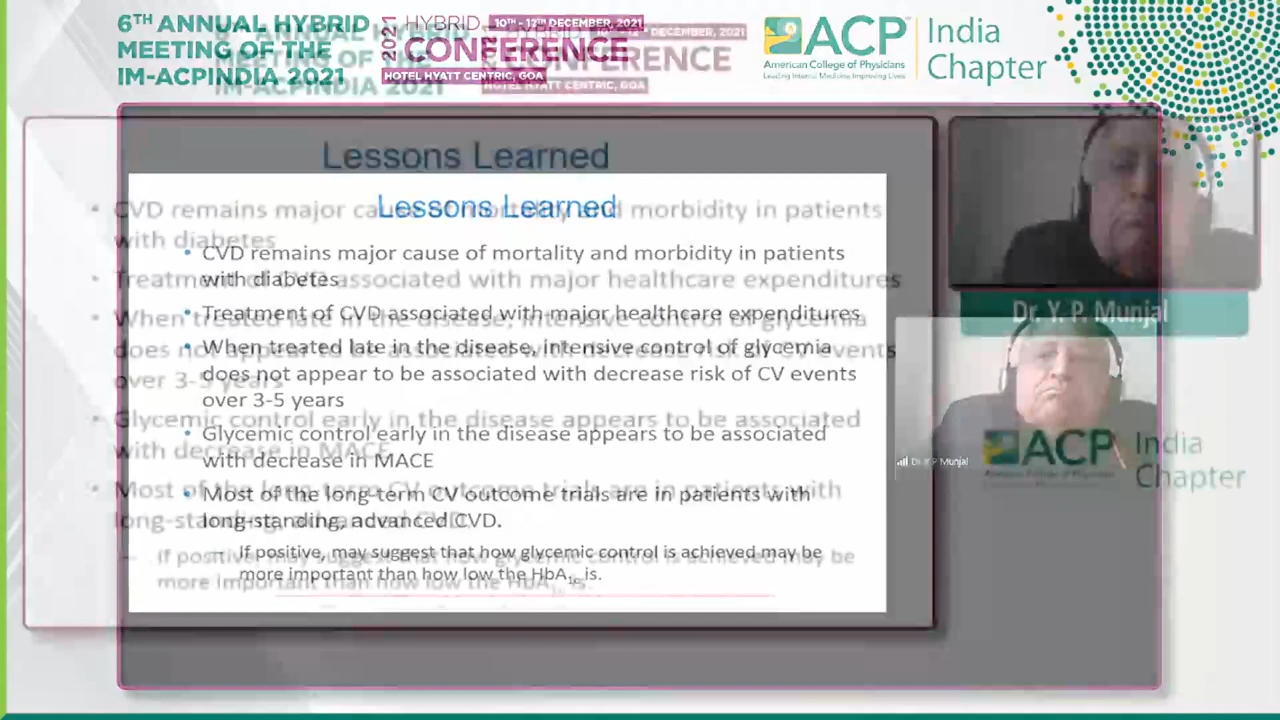 6TH ANNUAL HYBRID
MEETING OF THE
IM-ACPINDIA 2021
2021
HYBRID
10TH - 12TH DECEMBER, 2021
CONFERENCE
HOTEL HYATT CENTRIC, GOA
ACP
American College of Physicians
Leading Internal Medicine, Improving Lives
India
Chapter
Lessons Learned
Lessons Learned
• CVD remains major cause of mortality and morbidity in patients
with diabetes
• Treatment of CVD associated with major healthcare expenditures
• When treated late in the disease, intensive control of glycemia
does not appear to be associated with decrease risk of CV events
over 3-5 years
• Glycemic control early in the disease appears to be associated
with decrease in MACE
• Most of the long-term CV outcome trials are in patients with
long-standing, advanced CVD.
– If positive, may suggest that how glycemic control is achieved may be
more important than how low the HbA1c is.
Dr. Y. P. Munjal
Dr Y P Munjal
ACP
India
Chapter